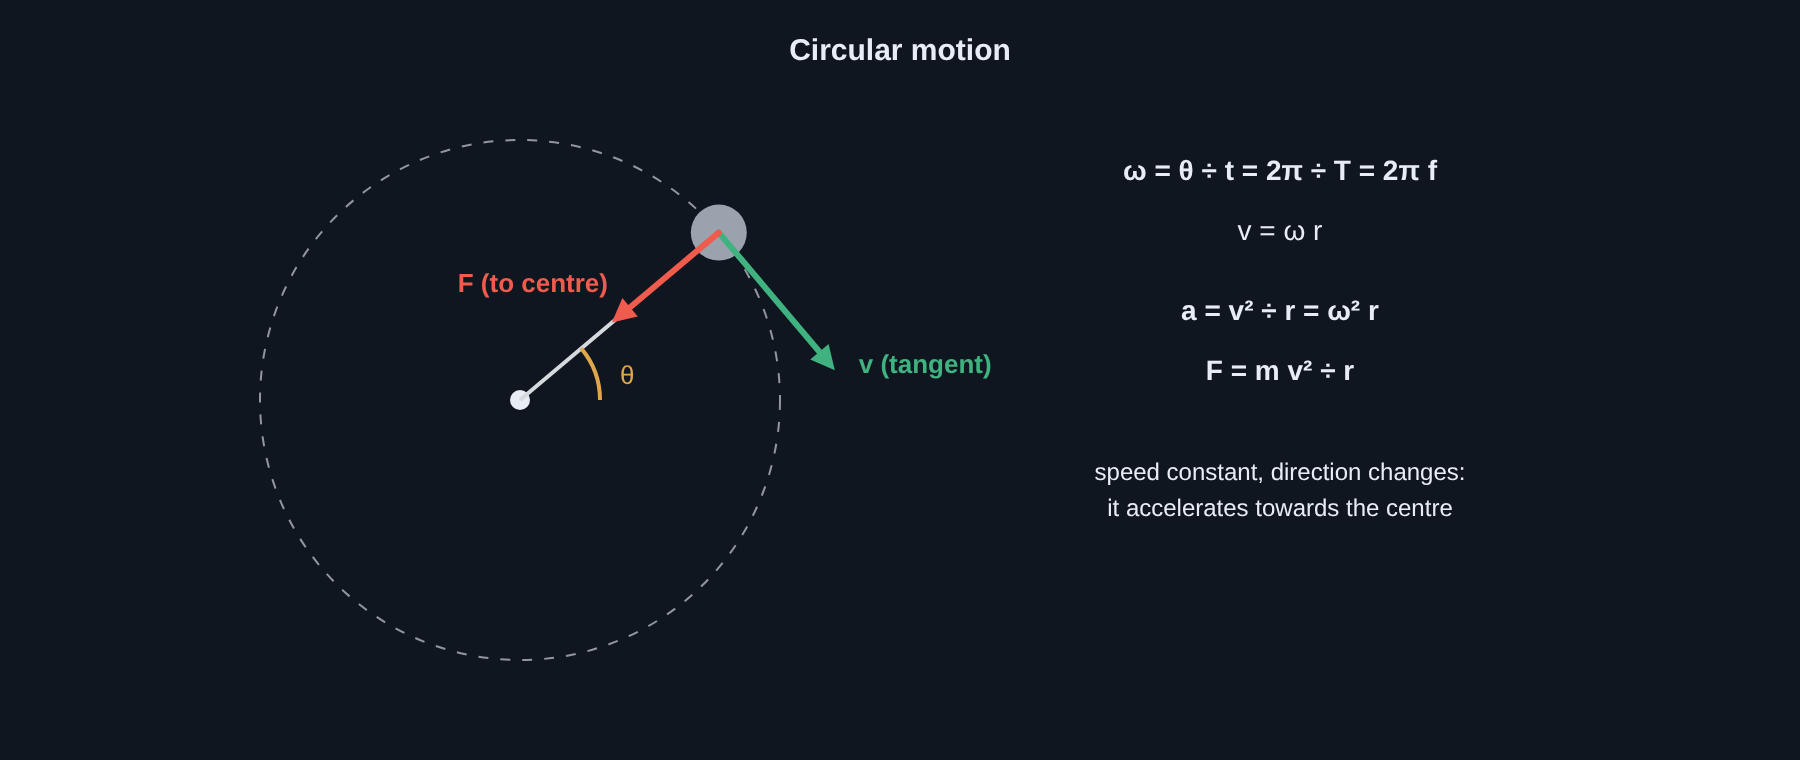 Circular motion
ω = θ ÷ t = 2π ÷ T = 2π f
v = ω r
F (to centre)
a = v² ÷ r = ω² r
v (tangent)
F = m v² ÷ r
θ
speed constant, direction changes:
it accelerates towards the centre